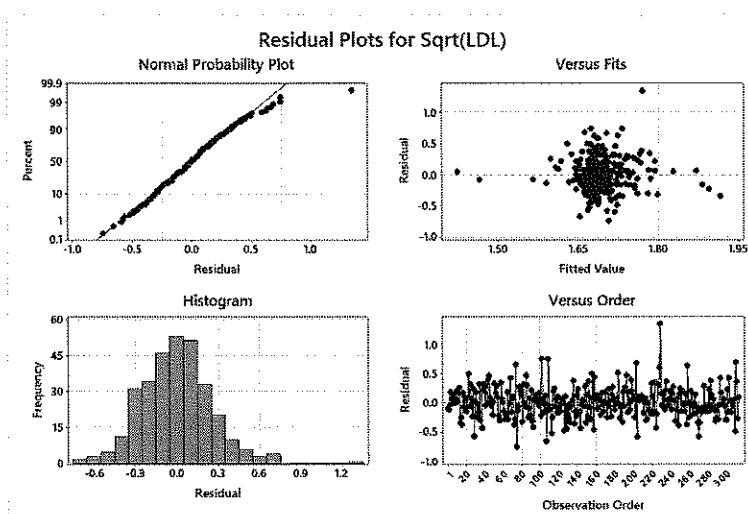 Residual Plots for Sqrt(LDL)
Normal Probability Plot
99.9
99
90
50
10
1
0.1
Percent
-1.0 -0.5 0.0 0.5 1.0
Residual
Versus Fits
1.0
0.5
0.0
-0.5
-1.0
Residual
1.50 1.65 1.80 1.95
Fitted Value
Histogram
60
45
30
15
0
Frequency
-0.6 -0.3 0.0 0.3 0.6 0.9 1.2
Residual
Versus Order
1.0
0.5
0.0
-0.5
-1.0
Residual
1 20 40 60 80 100 120 140 160 180 200 220 240 260 280 300
Observation Order